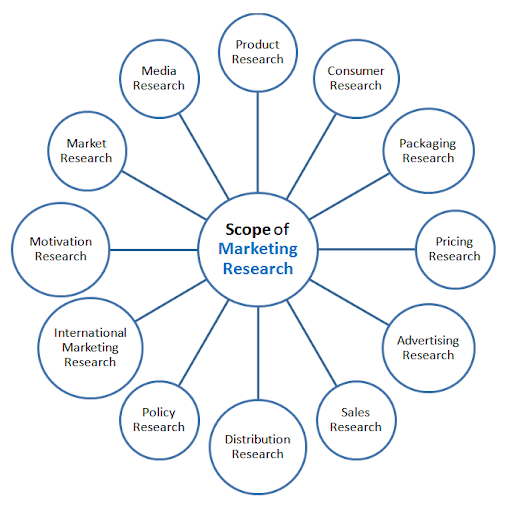 Product
Research
Consumer
Research
Packaging
Research
Pricing
Research
Advertising
Research
Sales
Research
Distribution
Research
Policy
Research
International
Marketing
Research
Motivation
Research
Market
Research
Media
Research
Scope of
Marketing
Research